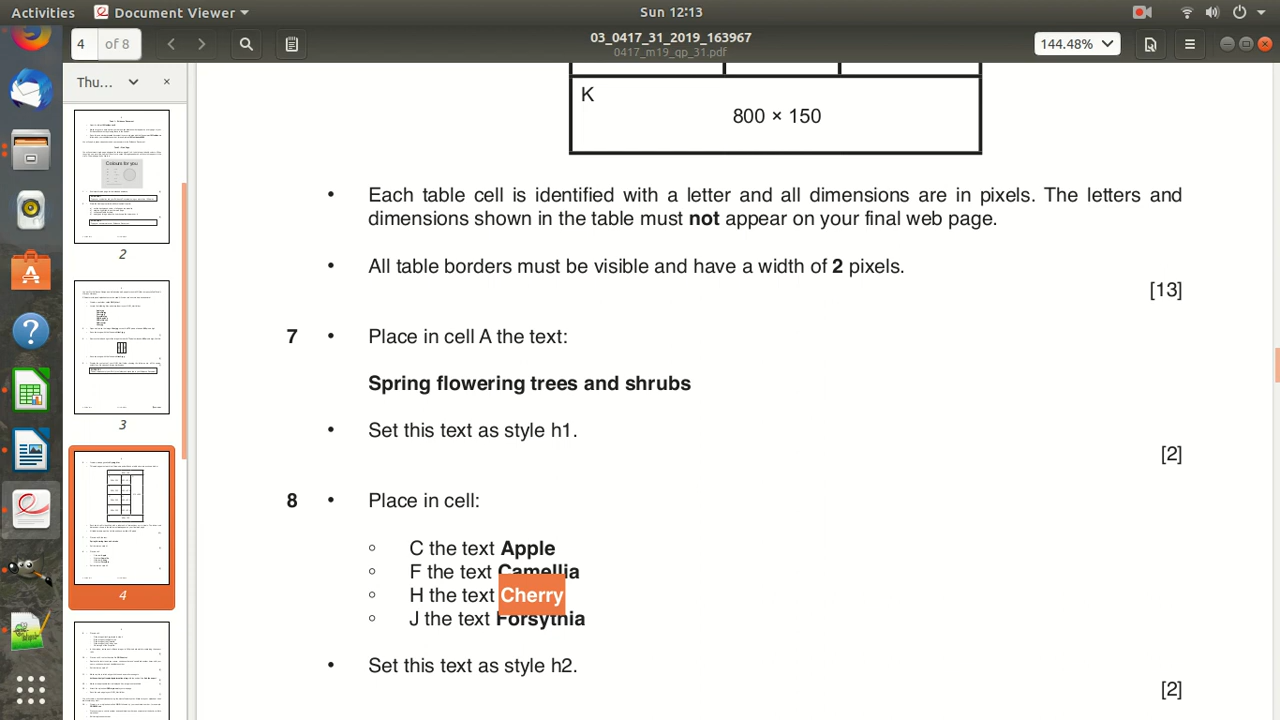 Activities Document Viewer Sun 12:13
4 of 8 03_0417_31_2019_163967 144.48%
0417_m19_qp_31.pdf
Thu...
2
3
4
K
800 × 150
• Each table cell is identified with a letter and all dimensions are in pixels. The letters and
dimensions shown in the table must not appear on your final web page.
• All table borders must be visible and have a width of 2 pixels.
[13]
7 • Place in cell A the text:
Spring flowering trees and shrubs
• Set this text as style h1.
[2]
8 • Place in cell:
C the text Apple
F the text Camellia
H the text Cherry
J the text Forsythia
• Set this text as style h2.
[2]